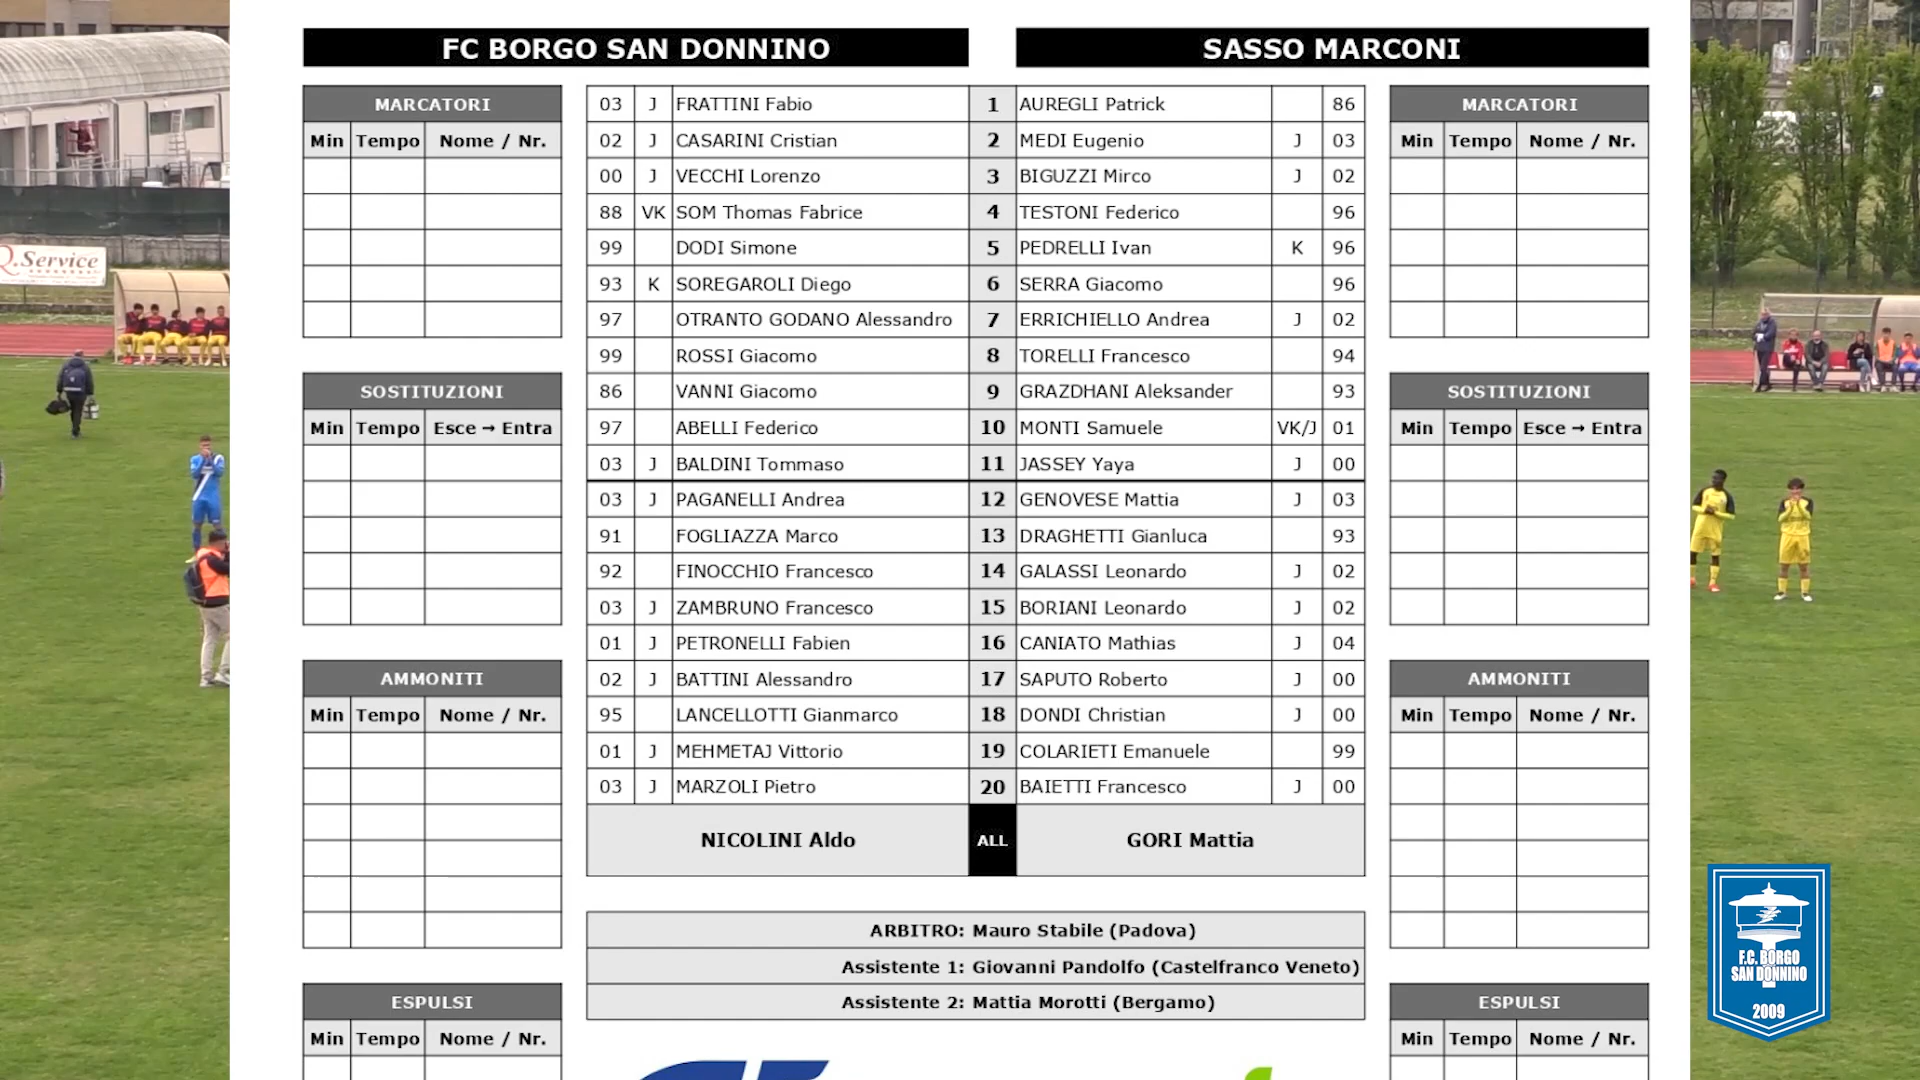 FC BORGO SAN DONNINO
SASSO MARCONI
MARCATORI
Min Tempo Nome / Nr.
SOSTITUZIONI
Min Tempo Esce → Entra
AMMONITI
Min Tempo Nome / Nr.
ESPULSI
Min Tempo Nome / Nr.
03 J FRATTINI Fabio 1 AUREGLI Patrick 86
02 J CASARINI Cristian 2 MEDI Eugenio J 03
00 J VECCHI Lorenzo 3 BIGUZZI Mirco J 02
88 VK SOM Thomas Fabrice 4 TESTONI Federico 96
99 DODI Simone 5 PEDRELLI Ivan K 96
93 K SOREGAROLI Diego 6 SERRA Giacomo 96
97 OTRANTO GODANO Alessandro 7 ERRICHIELLO Andrea J 02
99 ROSSI Giacomo 8 TORELLI Francesco 94
86 VANNI Giacomo 9 GRAZDHANI Aleksander 93
97 ABELLI Federico 10 MONTI Samuele VK/J 01
03 J BALDINI Tommaso 11 JASSEY Yaya J 00
03 J PAGANELLI Andrea 12 GENOVESE Mattia J 03
91 FOGLIAZZA Marco 13 DRAGHETTI Gianluca 93
92 FINOCCHIO Francesco 14 GALASSI Leonardo J 02
03 J ZAMBRUNO Francesco 15 BORIANI Leonardo J 02
01 J PETRONELLI Fabien 16 CANIATO Mathias J 04
02 J BATTINI Alessandro 17 SAPUTO Roberto J 00
95 LANCELLOTTI Gianmarco 18 DONDI Christian J 00
01 J MEHMETAJ Vittorio 19 COLARIETI Emanuele 99
03 J MARZOLI Pietro 20 BAIETTI Francesco J 00
NICOLINI Aldo ALL GORI Mattia
ARBITRO: Mauro Stabile (Padova)
Assistente 1: Giovanni Pandolfo (Castelfranco Veneto)
Assistente 2: Mattia Morotti (Bergamo)
MARCATORI
Min Tempo Nome / Nr.
SOSTITUZIONI
Min Tempo Esce → Entra
AMMONITI
Min Tempo Nome / Nr.
ESPULSI
Min Tempo Nome / Nr.
Q.Service
7
F.C. BORGO
SAN DONNINO
2009